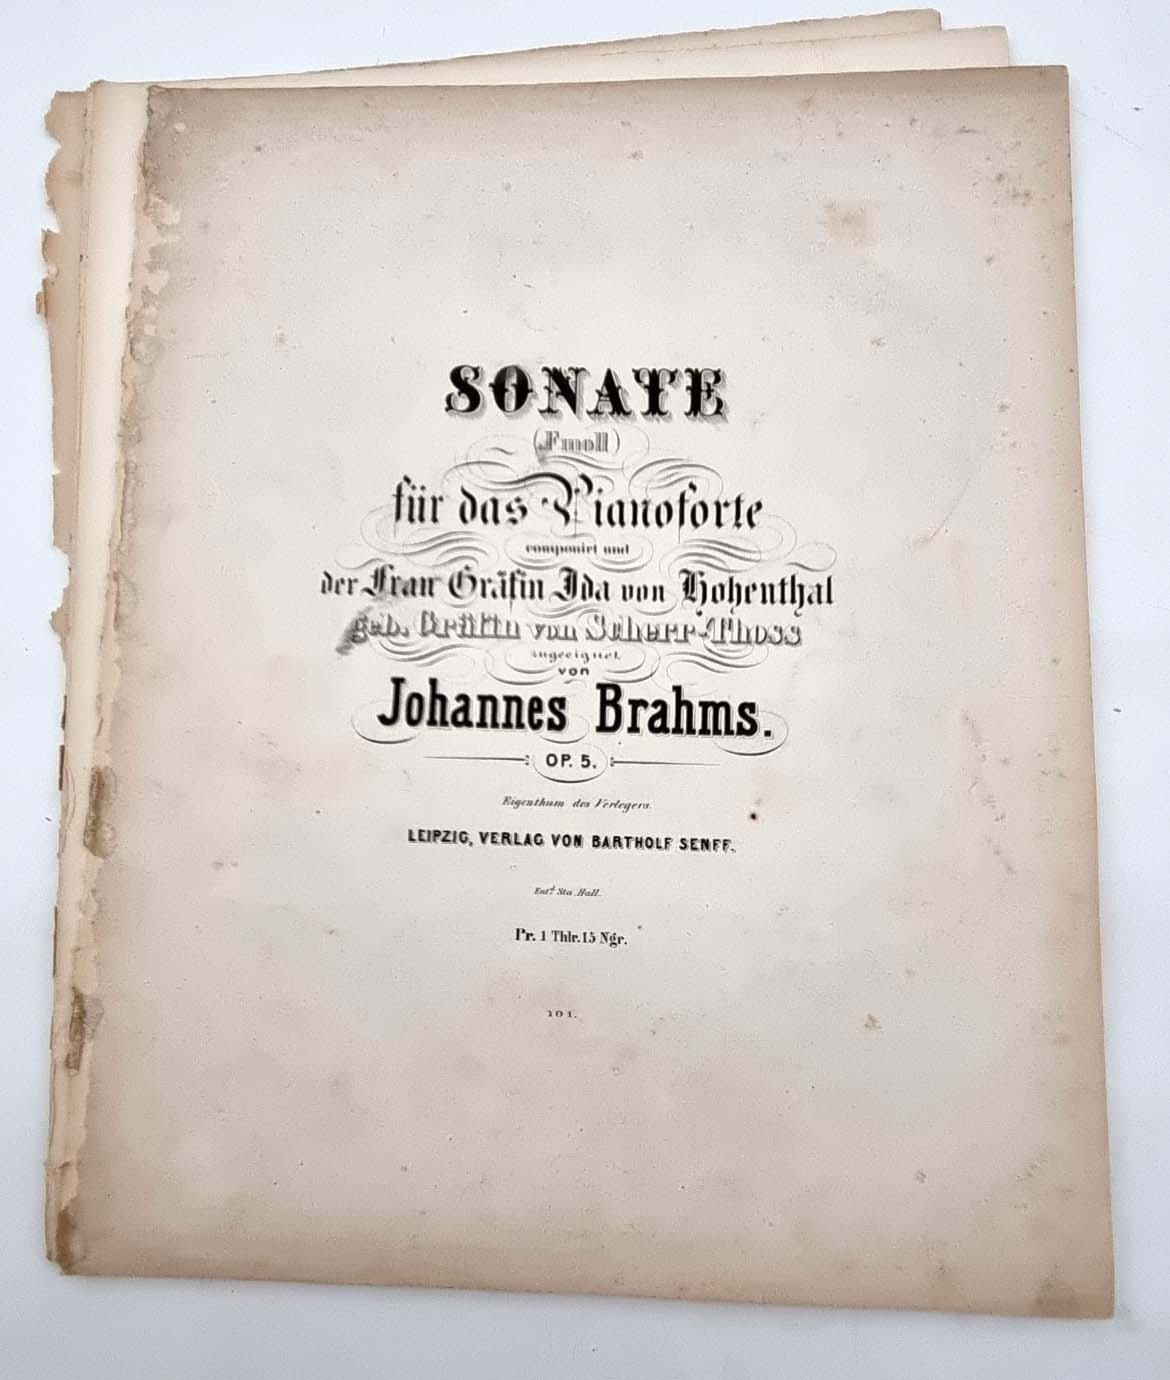 SONATE
(F moll)
für das Pianoforte
componirt und
der Frau Gräfin Ida von Hohenthal
geb. Gräfin von Scherr-Thoss
zugeeignet
von
Johannes Brahms.
OP. 5.
Eigenthum des Verlegers.
LEIPZIG, VERLAG VON BARTHOLF SENFF.
Entd. Sta. Hall.
Pr. 1 Thlr. 15 Ngr.
101.